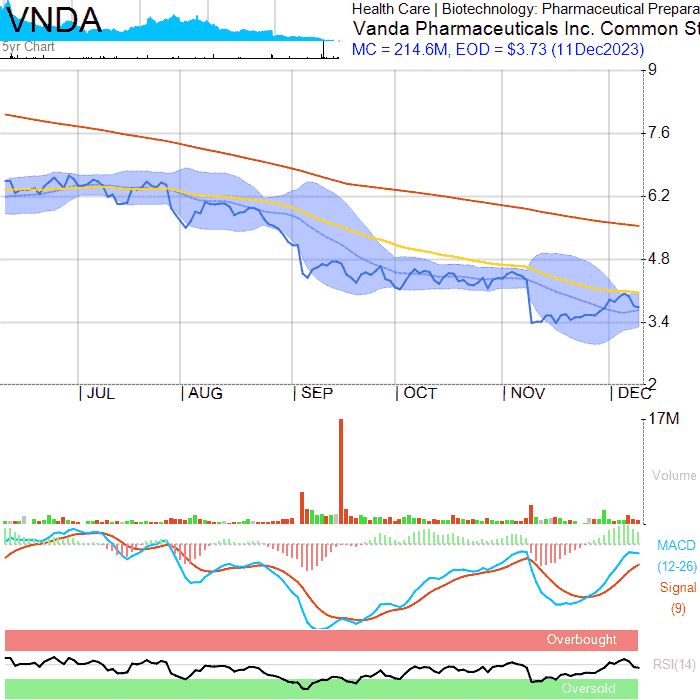 VNDA
5yr Chart
Health Care | Biotechnology: Pharmaceutical Prepara
Vanda Pharmaceuticals Inc. Common St
MC = 214.6M, EOD = $3.73 (11Dec2023)
9
7.6
6.2
4.8
3.4
2
| JUL | AUG | SEP | OCT | NOV | DEC
17M
Volume
MACD
(12-26)
Signal
(9)
Overbought
RSI(14)
Oversold